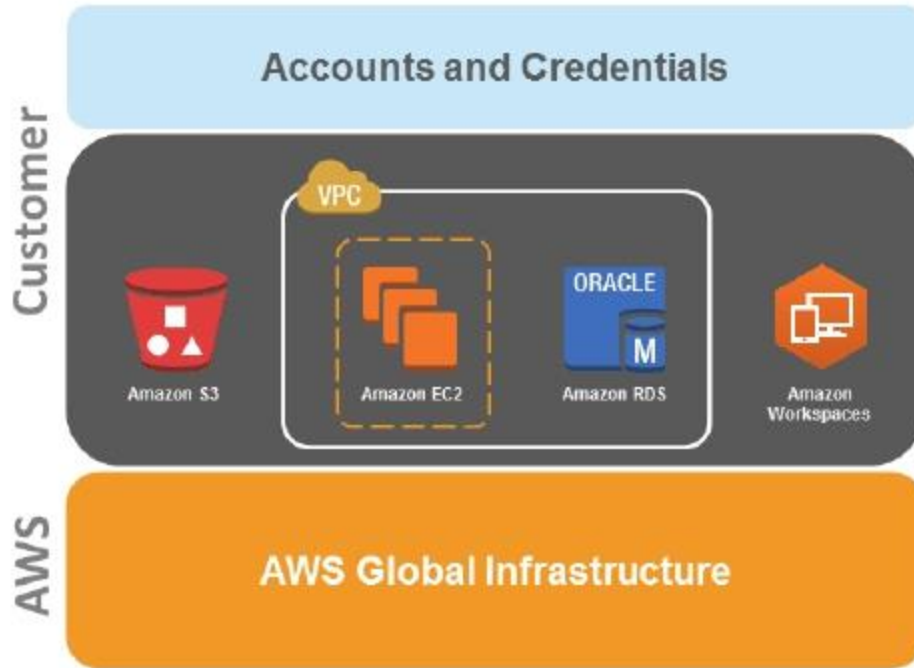 Customer
Accounts and Credentials
VPC
Amazon S3
Amazon EC2
ORACLE
M
Amazon RDS
Amazon
Workspaces
AWS
AWS Global Infrastructure